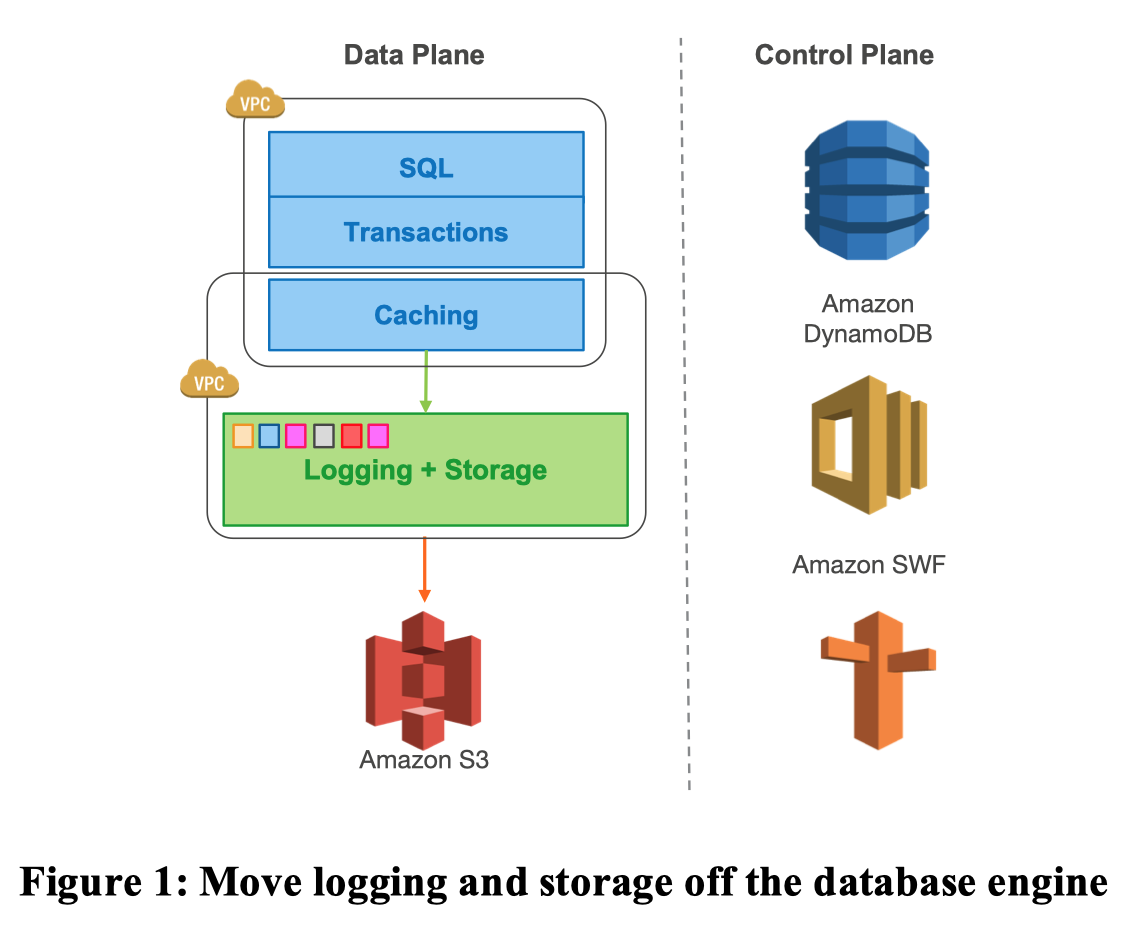 Data Plane
Control Plane
VPC
SQL
Transactions
Caching
VPC
Logging + Storage
Amazon S3
Amazon
DynamoDB
Amazon SWF
Figure 1: Move logging and storage off the database engine